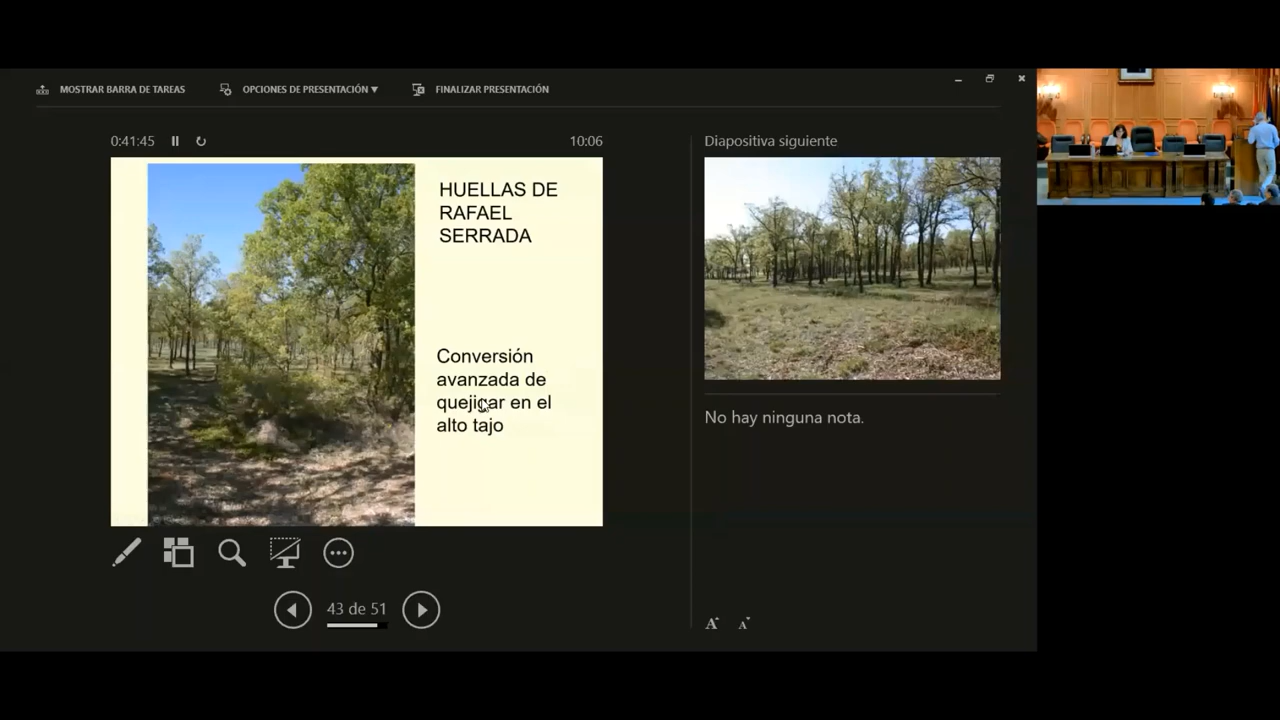 MOSTRAR BARRA DE TAREAS
OPCIONES DE PRESENTACIÓN ▼
FINALIZAR PRESENTACIÓN
0:41:45
10:06
Diapositiva siguiente
HUELLAS DE
RAFAEL
SERRADA
Conversión
avanzada de
quejigar en el
alto tajo
No hay ninguna nota.
43 de 51
A A